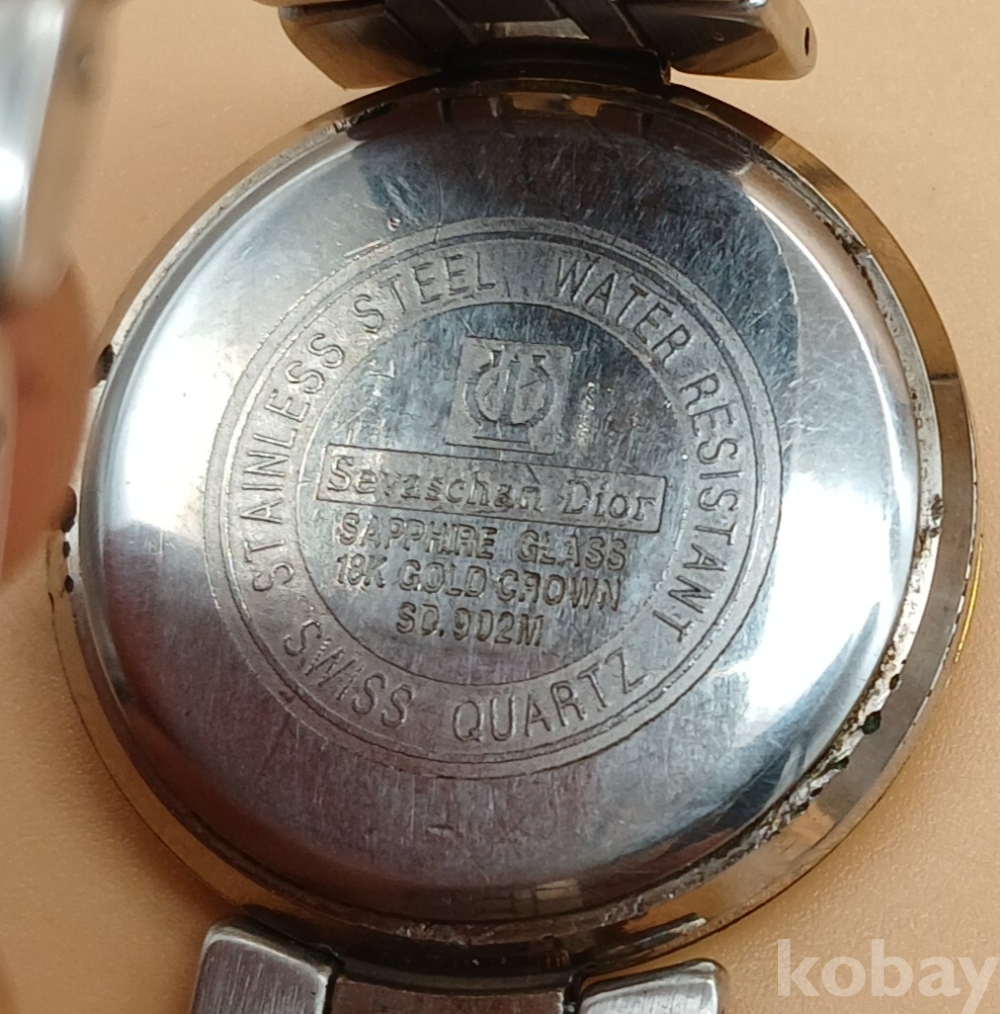 STAINLESS STEEL WATER RESISTANT
SWISS QUARTZ
Sevaschan Dior
SAPPHIRE GLASS
18K GOLD CROWN
SD.902M
kobay